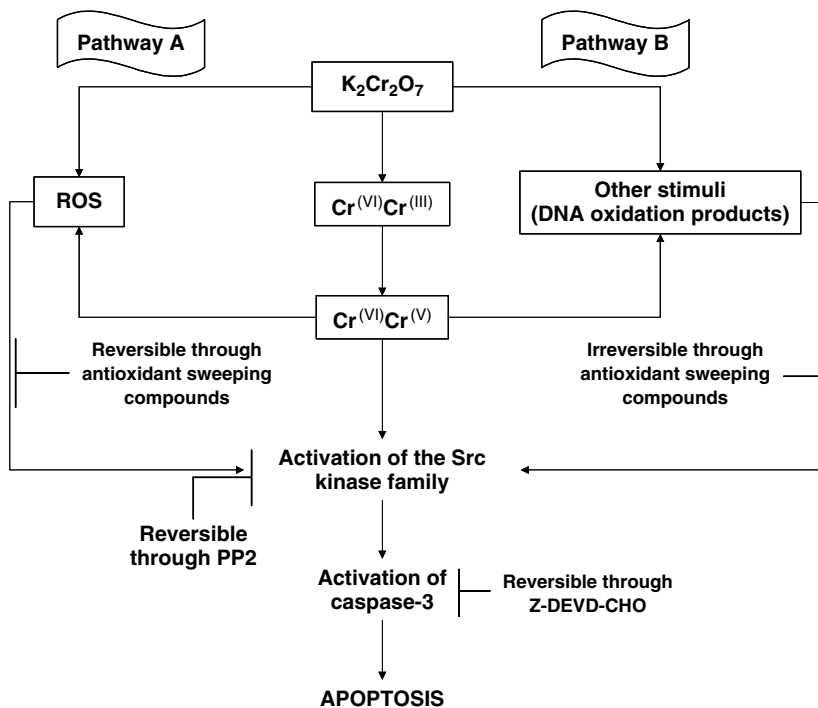 Pathway A
Pathway B
K₂Cr₂O₇
ROS
Cr⁽ⱽᴵ⁾Cr⁽ᴵᴵᴵ⁾
Other stimuli
(DNA oxidation products)
Cr⁽ⱽᴵ⁾Cr⁽ⱽ⁾
Reversible through
antioxidant sweeping
compounds
Irreversible through
antioxidant sweeping
compounds
Activation of the Src
kinase family
Reversible
through PP2
Activation of
caspase-3
Reversible through
Z-DEVD-CHO
APOPTOSIS